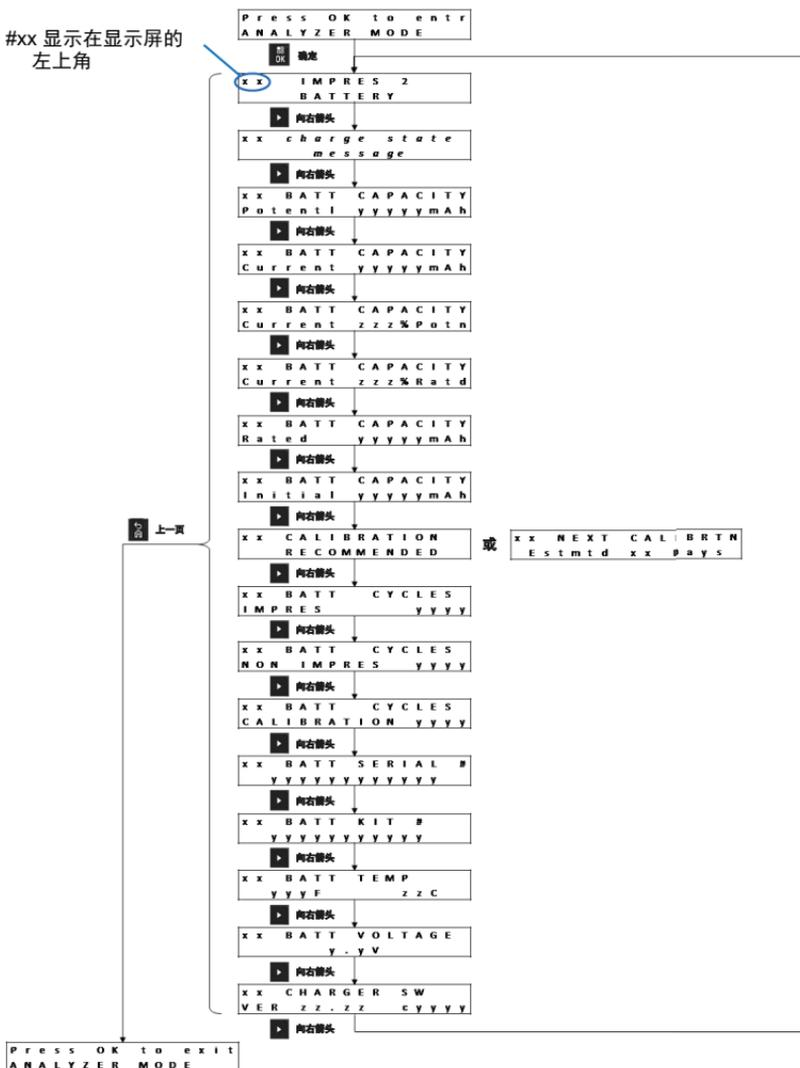 #xx 显示在显示屏的
左上角
Press OK to entr
ANALYZER MODE
OK 确定
xx IMPRES 2
BATTERY
向右箭头
xx charge state
message
向右箭头
xx BATT CAPACITY
Potentl yyyyymAh
向右箭头
xx BATT CAPACITY
Current yyyyymAh
向右箭头
xx BATT CAPACITY
Current zzz%Potn
向右箭头
xx BATT CAPACITY
Current zzz%Ratd
向右箭头
xx BATT CAPACITY
Rated yyyyymAh
向右箭头
xx BATT CAPACITY
Initial yyyyymAh
向右箭头
上一页
xx CALIBRATION
RECOMMENDED
或
xx NEXT CALIBRTN
Estmtd xx Days
向右箭头
xx BATT CYCLES
IMPRES yyyy
向右箭头
xx BATT CYCLES
NON IMPRES yyyy
向右箭头
xx BATT CYCLES
CALIBRATION yyyy
向右箭头
xx BATT SERIAL #
yyyyyyyyyyyy
向右箭头
xx BATT KIT #
yyyyyyyyyyy
向右箭头
xx BATT TEMP
yyyF zzC
向右箭头
xx BATT VOLTAGE
y.yV
向右箭头
xx CHARGER SW
VER zz.zz cyyyy
向右箭头
Press OK to exit
ANALYZER MODE